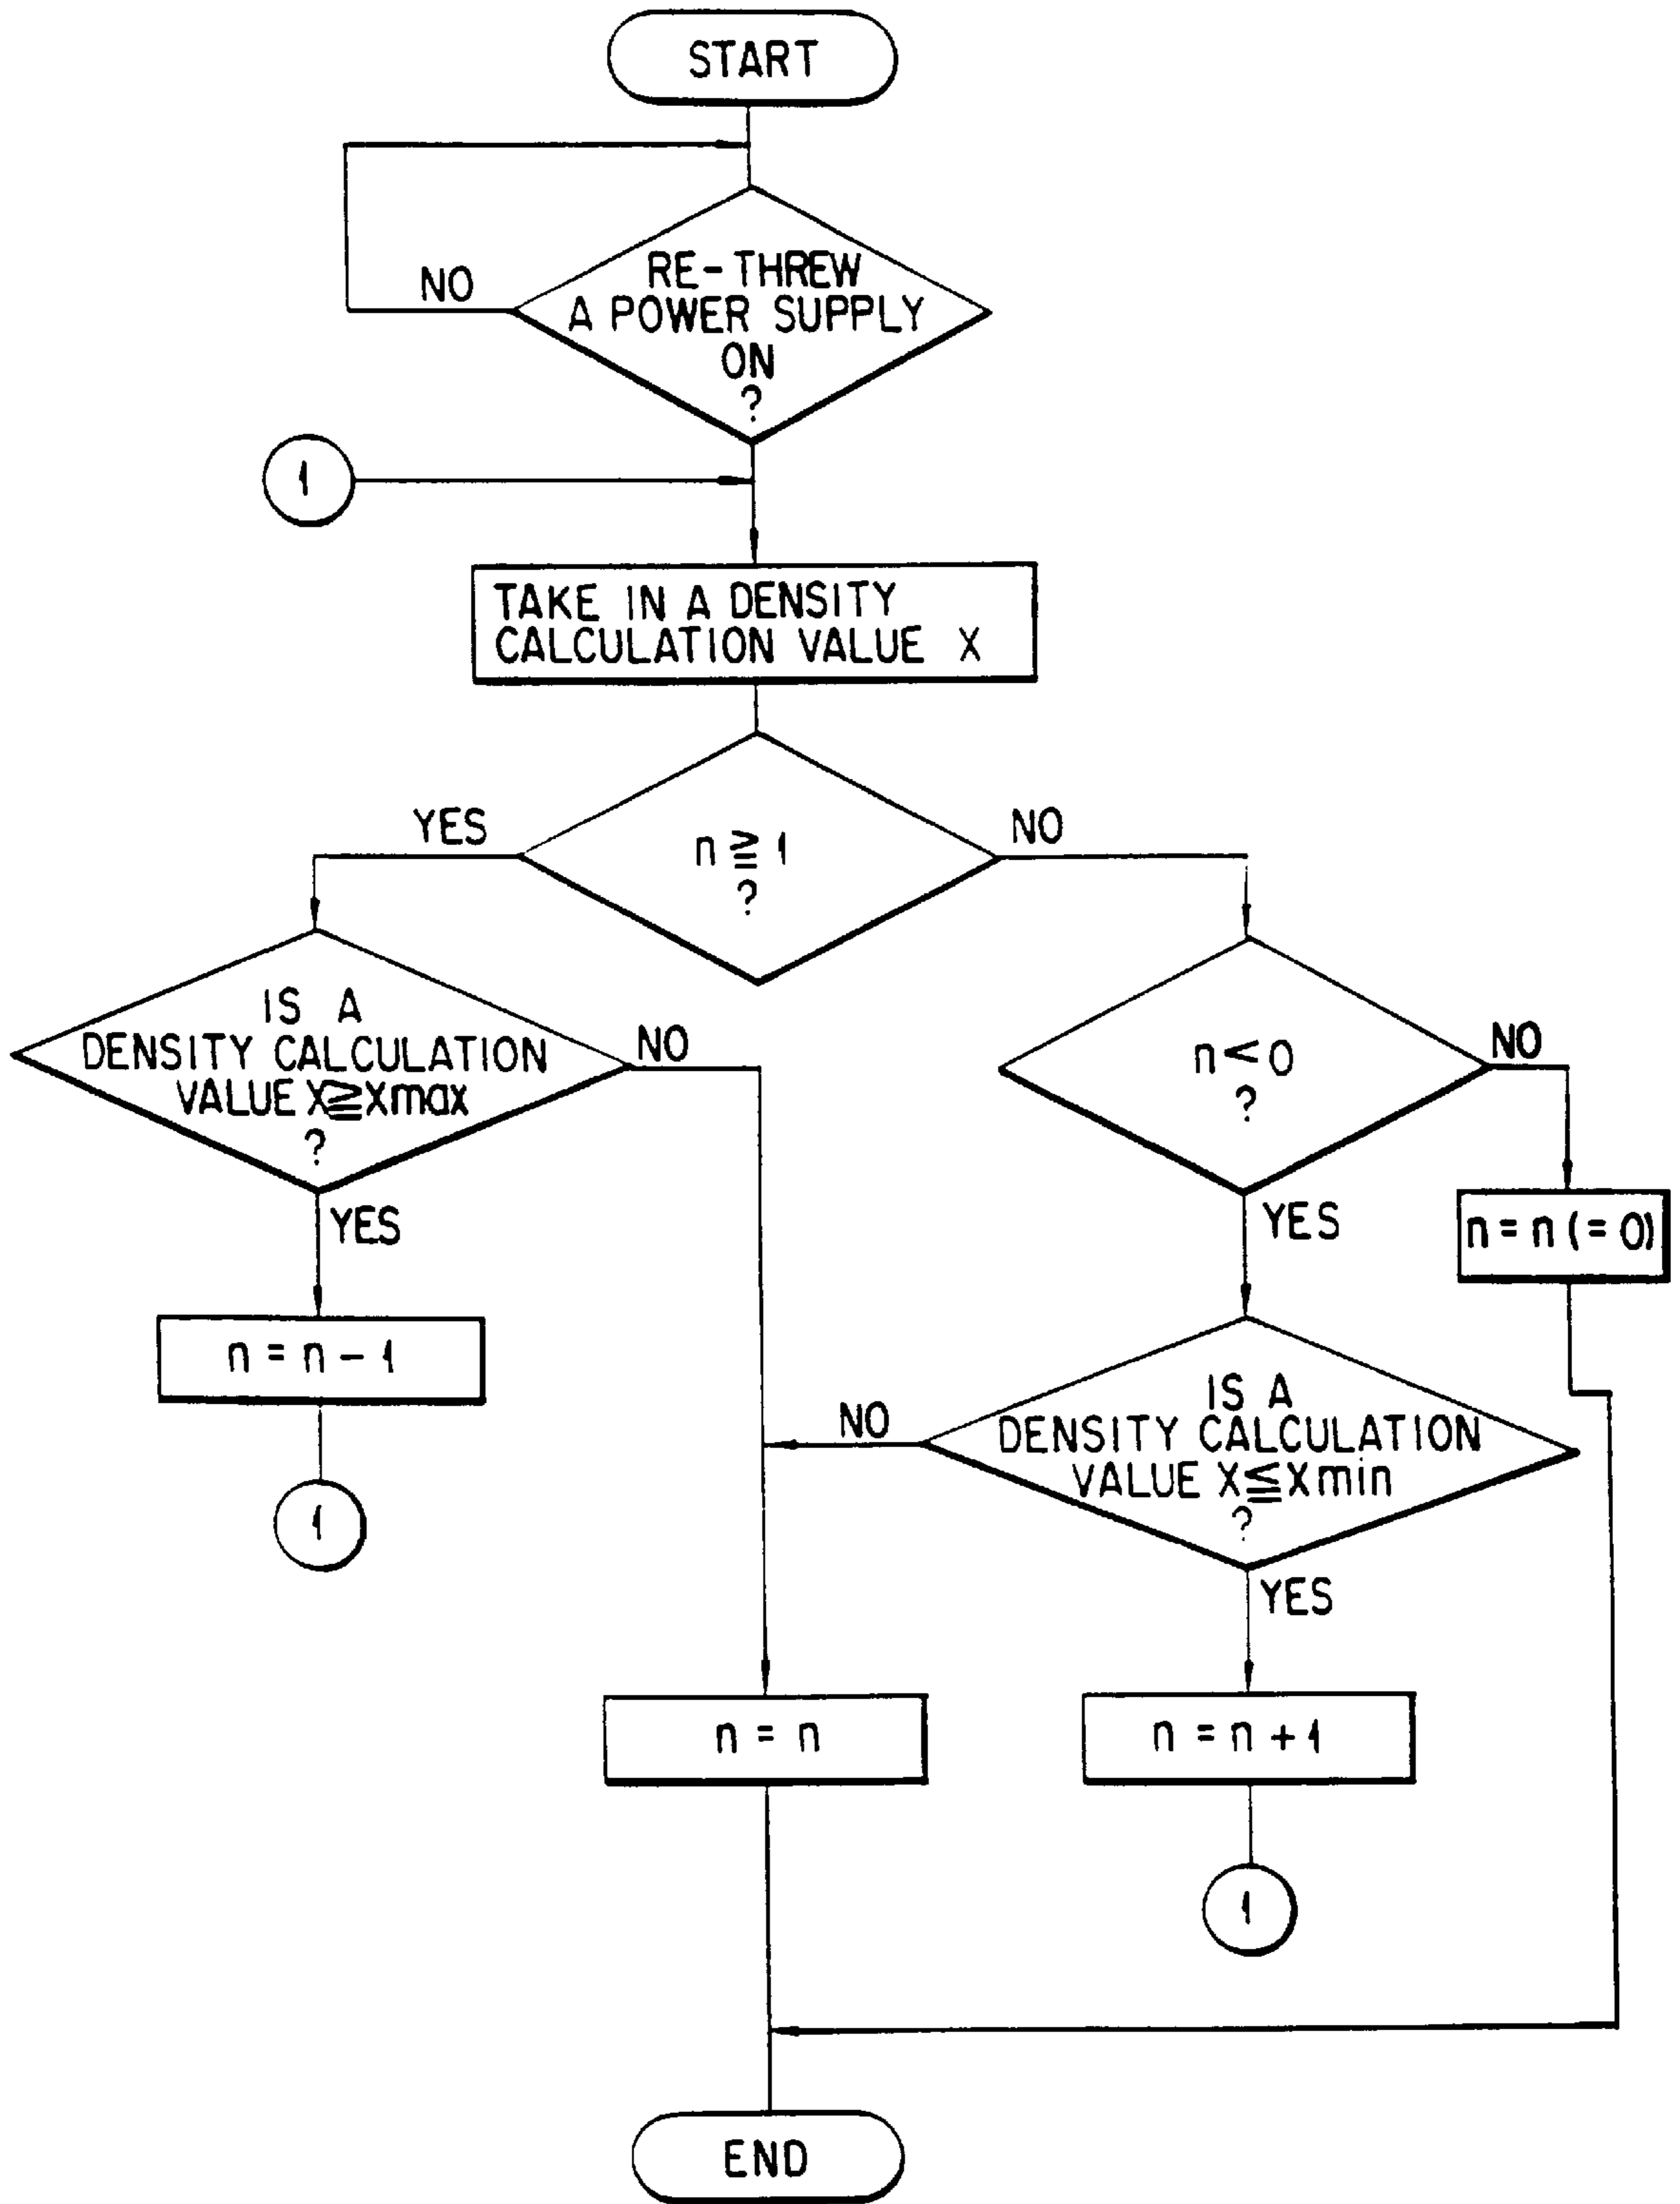 START
NO
RE-THREW
A POWER SUPPLY
ON
?
1
TAKE IN A DENSITY
CALCULATION VALUE X
YES
n ≧ 1
?
NO
IS A
DENSITY CALCULATION
VALUE X≧Xmax
?
NO
YES
n < 0
?
NO
YES
n = n (= 0)
n = n - 1
1
IS A
DENSITY CALCULATION
VALUE X≦Xmin
?
NO
YES
n = n
n = n + 1
1
END